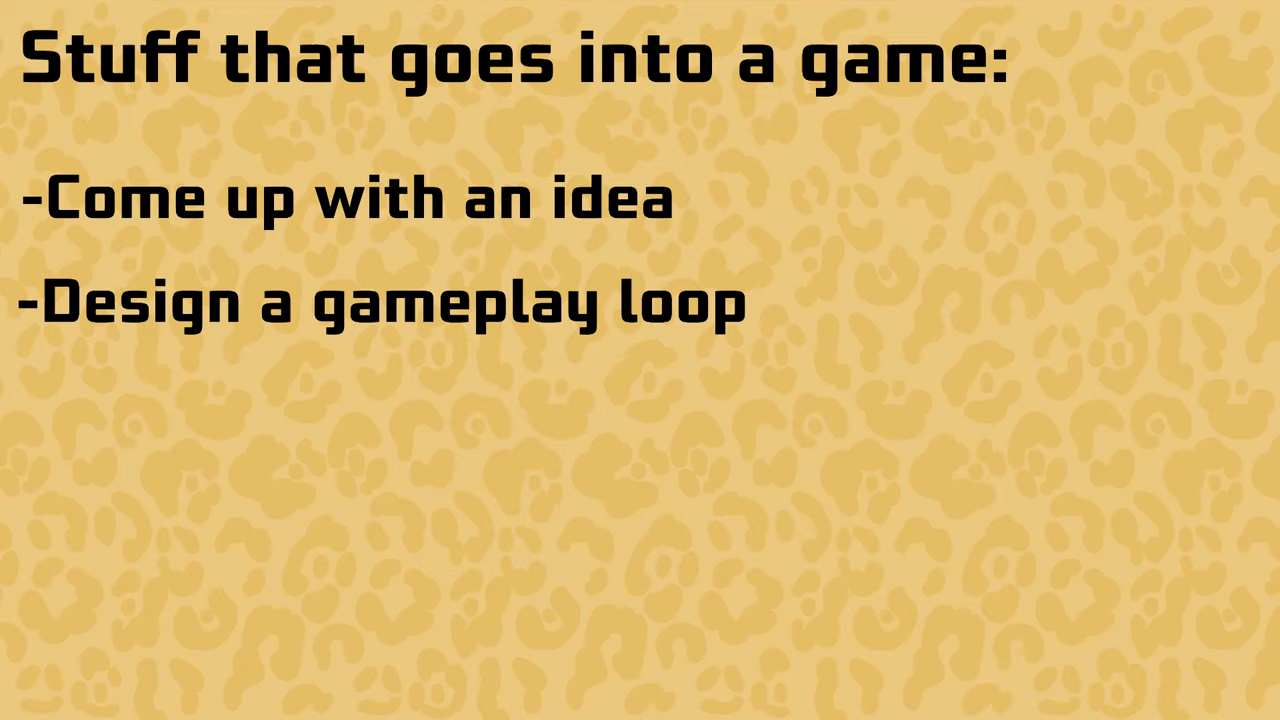 Stuff that goes into a game:
-Come up with an idea
-Design a gameplay loop